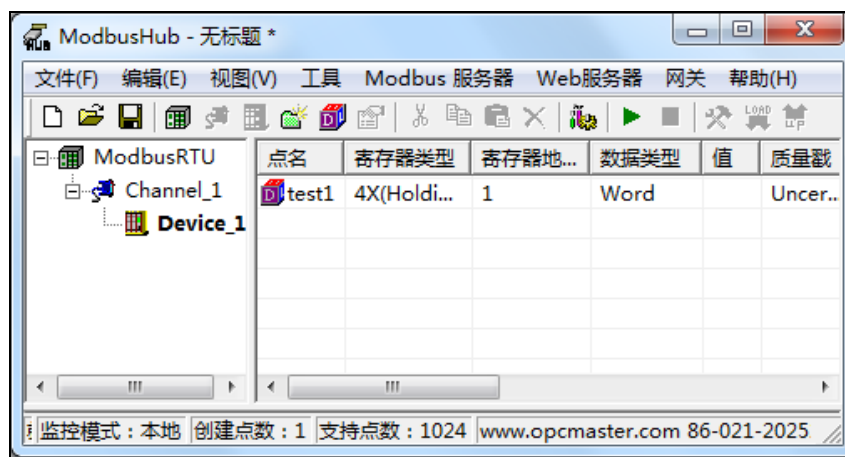 ModbusHub - 无标题 *
文件(F) 编辑(E) 视图(V) 工具 Modbus 服务器 Web服务器 网关 帮助(H)
ModbusRTU
Channel_1
Device_1
点名 寄存器类型 寄存器地... 数据类型 值 质量戳
test1 4X(Holdi... 1 Word Uncer...
监控模式：本地 创建点数：1 支持点数：1024 www.opcmaster.com 86-021-2025